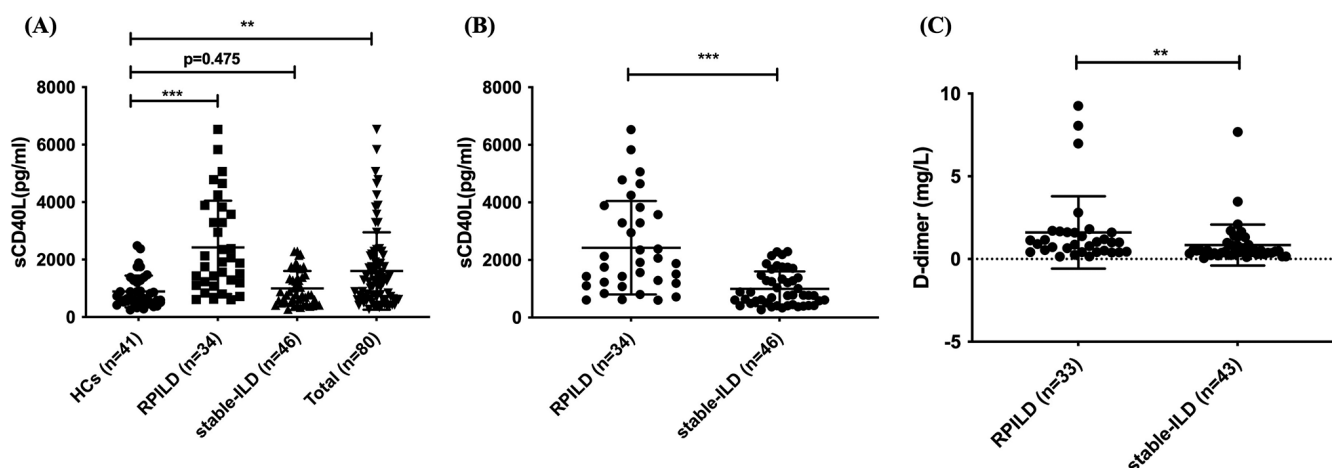 (A)
**
p=0.475
***
sCD40L(pg/ml)
8000
6000
4000
2000
0
HCs (n=41)
RPILD (n=34)
stable-ILD (n=46)
Total (n=80)
(B)
***
sCD40L(pg/ml)
8000
6000
4000
2000
0
RPILD (n=34)
stable-ILD (n=46)
(C)
**
D-dimer (mg/L)
10
5
0
-5
RPILD (n=33)
stable-ILD (n=43)